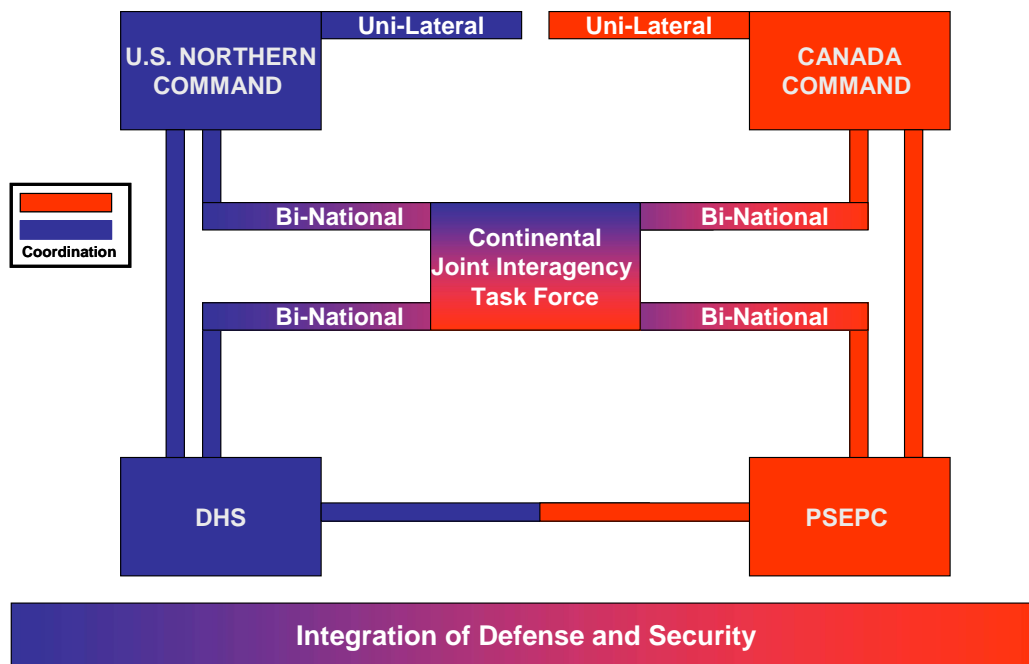 Uni-Lateral
Uni-Lateral
U.S. NORTHERN
COMMAND
CANADA
COMMAND
Bi-National
Bi-National
Continental
Joint Interagency
Task Force
Coordination
Bi-National
Bi-National
DHS
PSEPC
Integration of Defense and Security